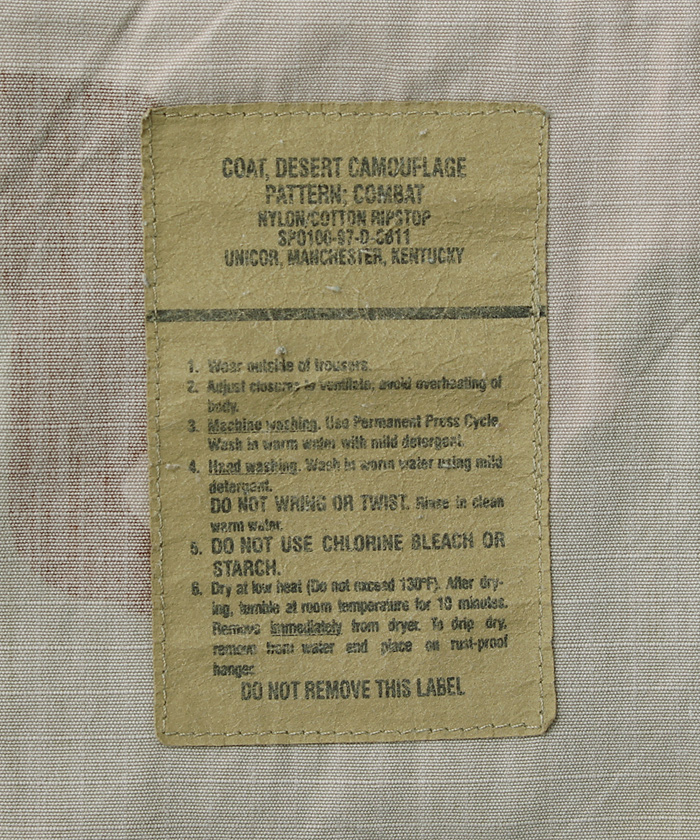 COAT, DESERT CAMOUFLAGE
PATTERN; COMBAT
NYLON/COTTON RIPSTOP
SPO100-97-D-
UNICOR, MANCHESTER, KENTUCKY
1. Wear outside of trousers.
2. Adjust closures to ventilate; avoid overheating of
body.
3. Machine washing. Use Permanent Press Cycle.
Wash in warm water with mild detergent.
4. Hand washing. Wash in warm water using mild
detergent.
DO NOT WRING OR TWIST. Rinse in clean
warm water.
5. DO NOT USE CHLORINE BLEACH OR
STARCH.
6. Dry at low heat (Do not exceed 130°F). After dry-
ing, tumble at room temperature for 10 minutes.
Remove immediately from dryer. To drip dry,
remove from water and place on rust-proof
hanger.
DO NOT REMOVE THIS LABEL